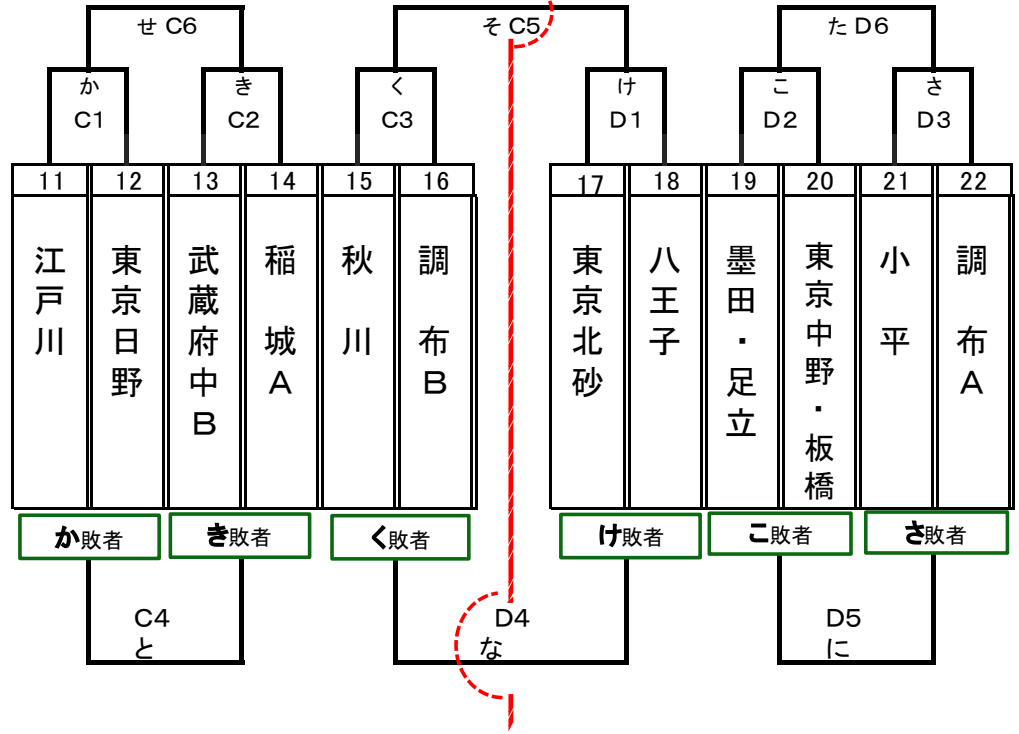 せ C6
そ C5
た D6
か
C1
き
C2
く
C3
け
D1
こ
D2
さ
D3
11
12
13
14
15
16
17
18
19
20
21
22
江戸川
東京日野
武蔵府中B
稲城A
秋川
調布B
東京北砂
八王子
墨田・足立
東京中野・板橋
小平
調布A
か敗者
き敗者
く敗者
け敗者
こ敗者
さ敗者
C4
と
D4
な
D5
に